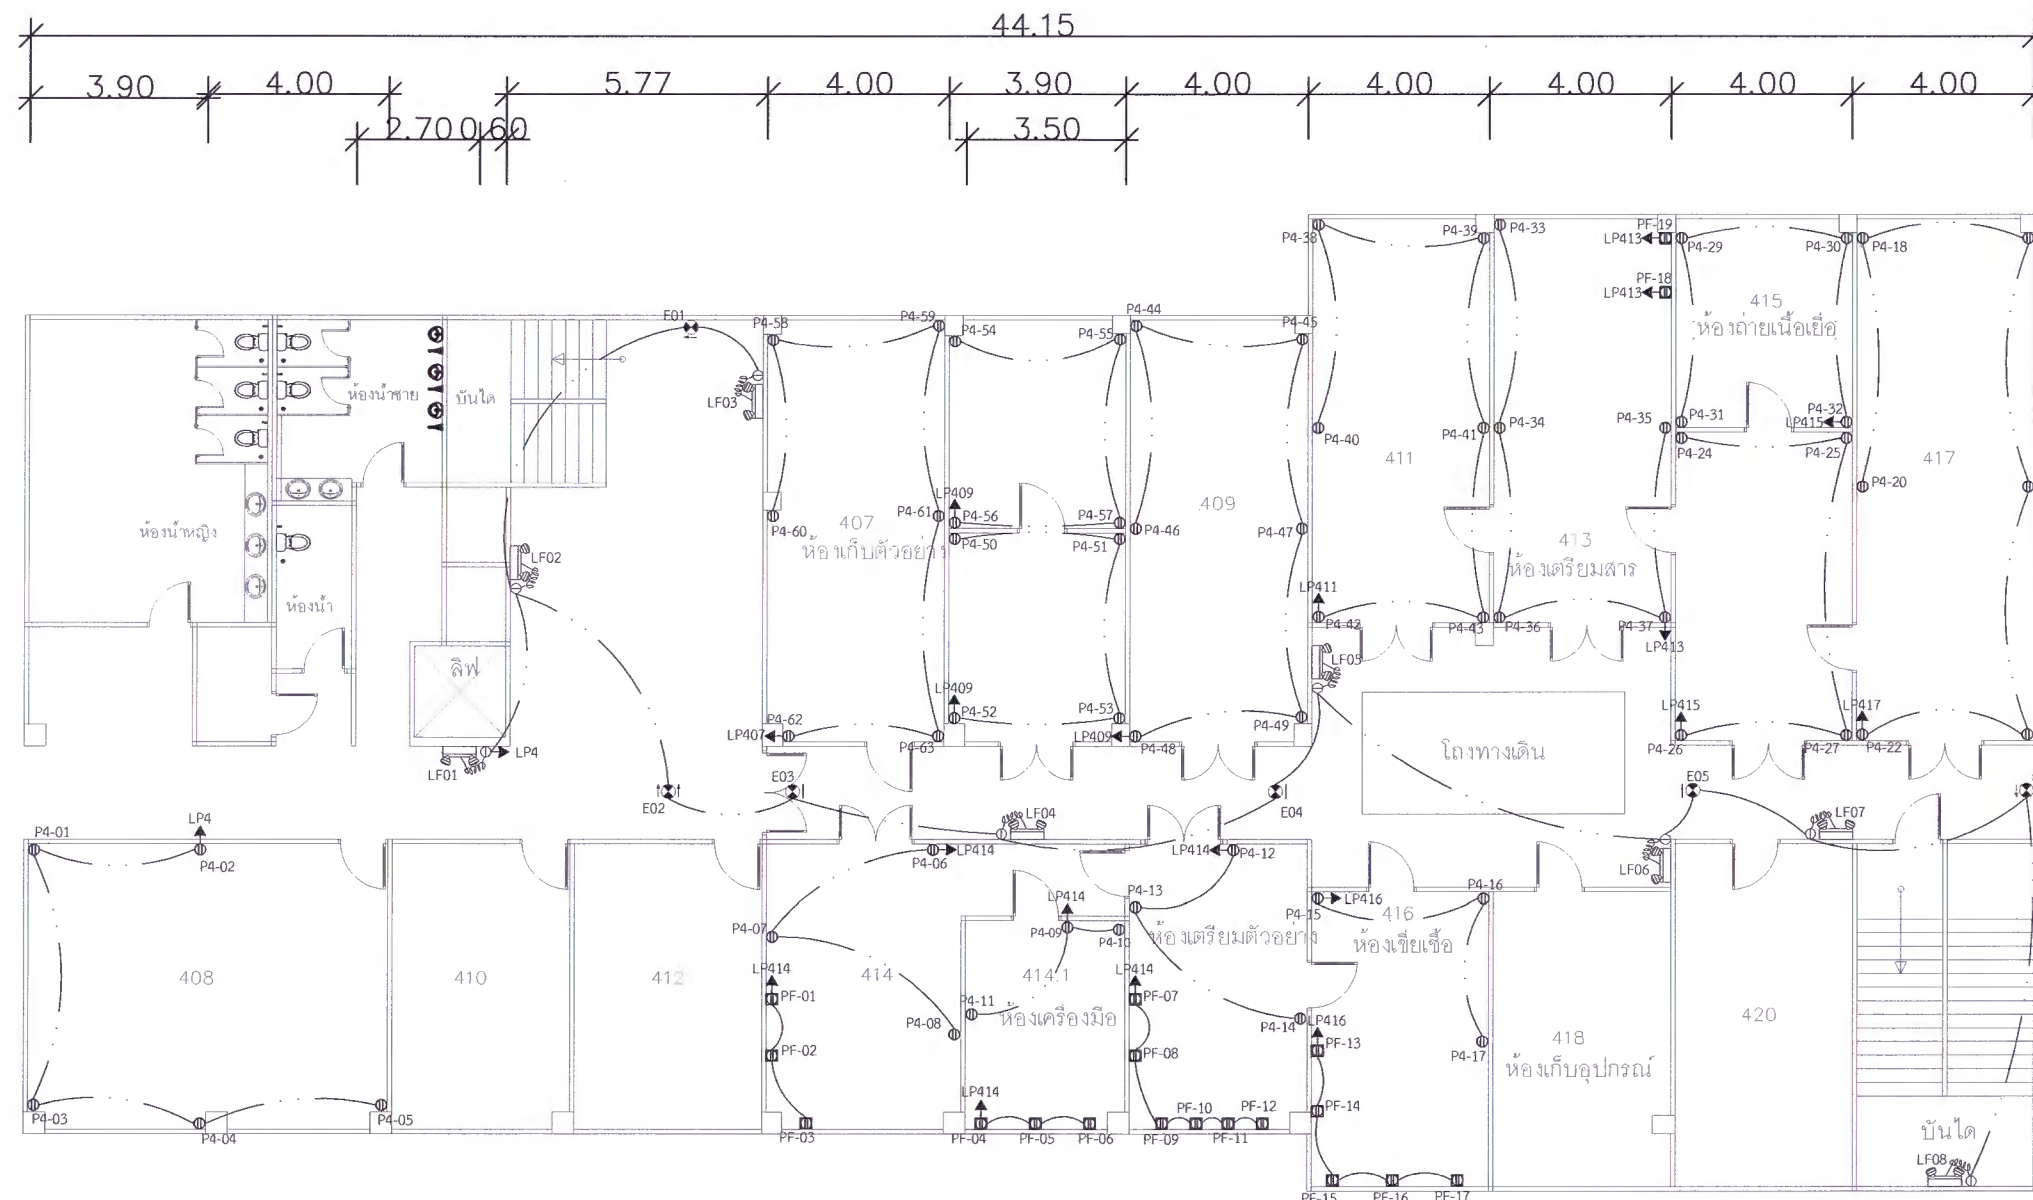 44.15
3.90 4.00 5.77 4.00 3.90 4.00 4.00 4.00 4.00 4.00
2.70 0.60 3.50
P4-38 P4-39 P4-33 PF-19 LP413 P4-29 P4-30 P4-18
PF-18 LP413
415
ห้องถ่ายเนื้อเยื่อ
E01 P4-58 P4-59 P4-54 P4-55 P4-44 P4-45
ห้องน้ำชาย บันได LF03
P4-40 P4-41 P4-34 P4-35 P4-31 P4-32 LP415
P4-24 P4-25
411 417
P4-20
LP409 409
P4-60 P4-61 P4-56 P4-57 P4-46 P4-47
407
ห้องเก็บตัวอย่าง
P4-50 P4-51
ห้องน้ำหญิง LF02
413
ห้องเตรียมสาร
ห้องน้ำ
LP411
P4-42 P4-43 P4-36 P4-37
LP413
ลิฟ LF05
LP409 P4-62 P4-52 P4-53 P4-49
LP407 P4-63 LP409 P4-48
LP415 LP417
P4-26 P4-27 P4-22
LF01 LP4
โถงทางเดิน
E02 E03 E04 E05
LF04 LF07
P4-01 LP4 P4-02
P4-06 LP414 LP414 P4-12
LF06
P4-13 LP414 P4-15 LP416 P4-16
P4-07 P4-09 P4-10
416
ห้องเขี่ยเชื้อ
ห้องเตรียมตัวอย่าง
408 410 412 414 414.1
LP414 PF-01 LP414 PF-07
P4-11
ห้องเครื่องมือ
P4-08 P4-14 LP416
420
PF-02 PF-08 PF-13 P4-17
418
ห้องเก็บอุปกรณ์
PF-14
P4-03 P4-04 P4-05
LP414
PF-03 PF-04 PF-05 PF-06 PF-09 PF-10 PF-11 PF-12
บันได
LF08
PF-15 PF-16 PF-17